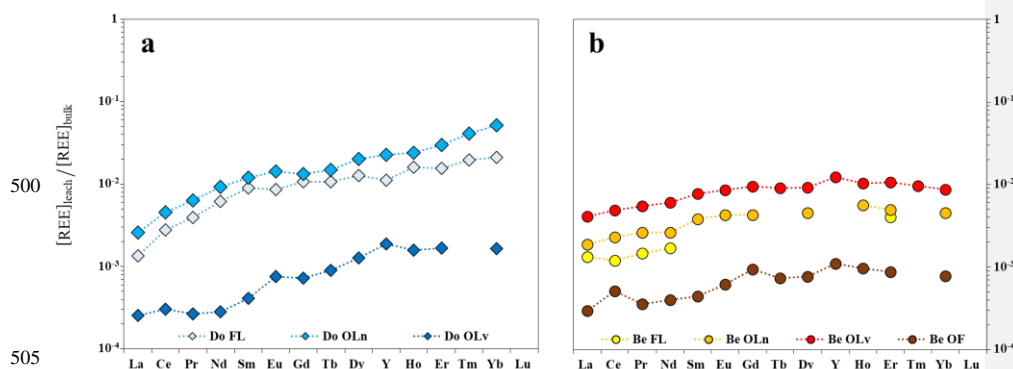 a
b
1
10-1
10-2
10-3
10-4
[REE]leach / [REE]bulk
500
505
Do FL Do OLn Do OLv
La Ce Pr Nd Sm Eu Gd Tb Dy Y Ho Er Tm Yb Lu
Be FL Be OLn Be OLv Be OF
La Ce Pr Nd Sm Eu Gd Tb Dy Y Ho Er Tm Yb Lu
1
10-1
10-2
10-3
10-4